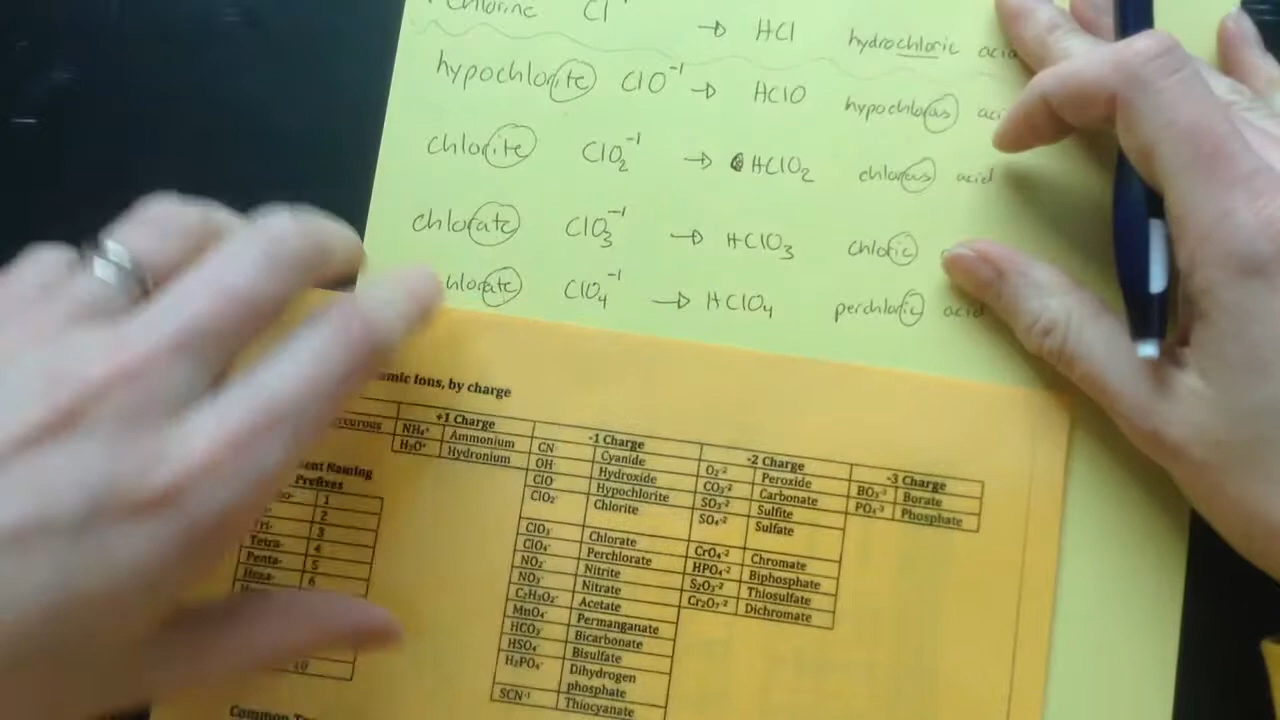 chlorine Cl → HCl hydrochloric acid
hypochlorite ClO⁻¹ → HClO hypochlorous aci
chlorite ClO₂⁻¹ → HClO₂ chlorous acid
chlorate ClO₃⁻¹ → HClO₃ chloric
hlorate ClO₄⁻¹ → HClO₄ perchloric acid
omic Ions, by charge
+1 Charge -1 Charge -2 Charge -3 Charge
rcurous NH₄⁺ Ammonium CN⁻ Cyanide O₂⁻² Peroxide BO₃⁻³ Borate
H₃O⁺ Hydronium OH⁻ Hydroxide CO₃⁻² Carbonate PO₄⁻³ Phosphate
ClO⁻ Hypochlorite SO₃⁻² Sulfite
ClO₂⁻ Chlorite SO₄⁻² Sulfate
ClO₃⁻ Chlorate CrO₄⁻² Chromate
ClO₄⁻ Perchlorate HPO₄⁻² Biphosphate
NO₂⁻ Nitrite S₂O₃⁻² Thiosulfate
NO₃⁻ Nitrate Cr₂O₇⁻² Dichromate
C₂H₃O₂⁻ Acetate
MnO₄⁻ Permanganate
HCO₃⁻ Bicarbonate
HSO₄⁻ Bisulfate
H₂PO₄⁻ Dihydrogen
phosphate
SCN⁻¹ Thiocyanate
ent Naming
Prefixes
1
2
Tri- 3
Tetra- 4
Penta- 5
Hexa- 6
10
Common